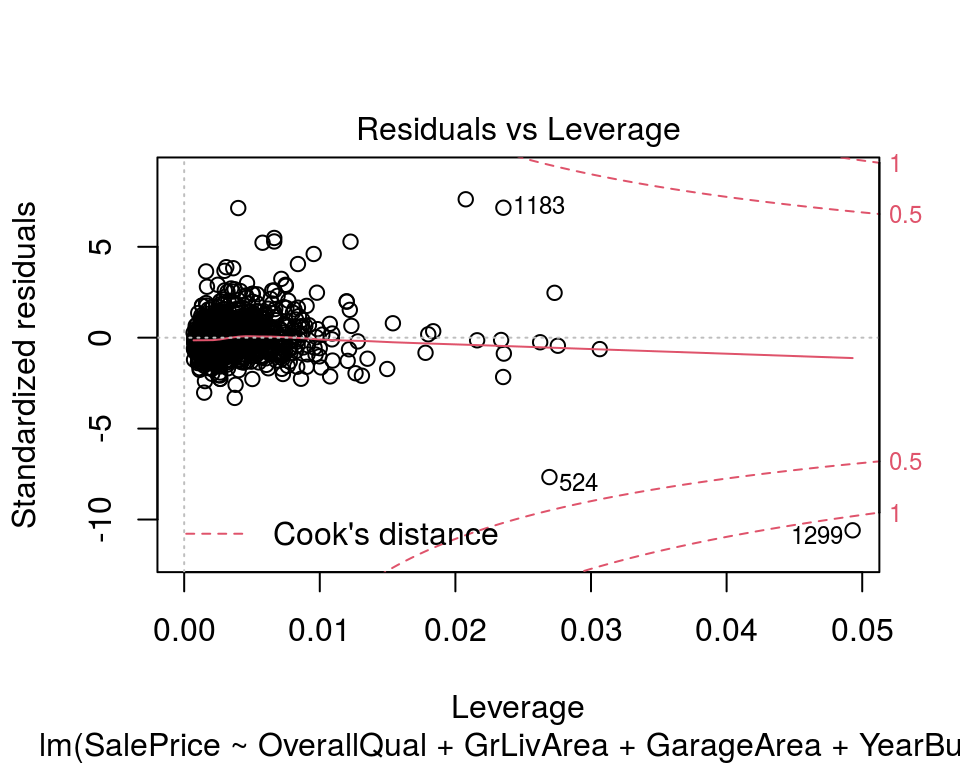 Residuals vs Leverage
Standardized residuals
5
0
-5
-10
1183
524
1299
1
0.5
0.5
1
Cook's distance
0.00 0.01 0.02 0.03 0.04 0.05
Leverage
lm(SalePrice ~ OverallQual + GrLivArea + GarageArea + YearBu